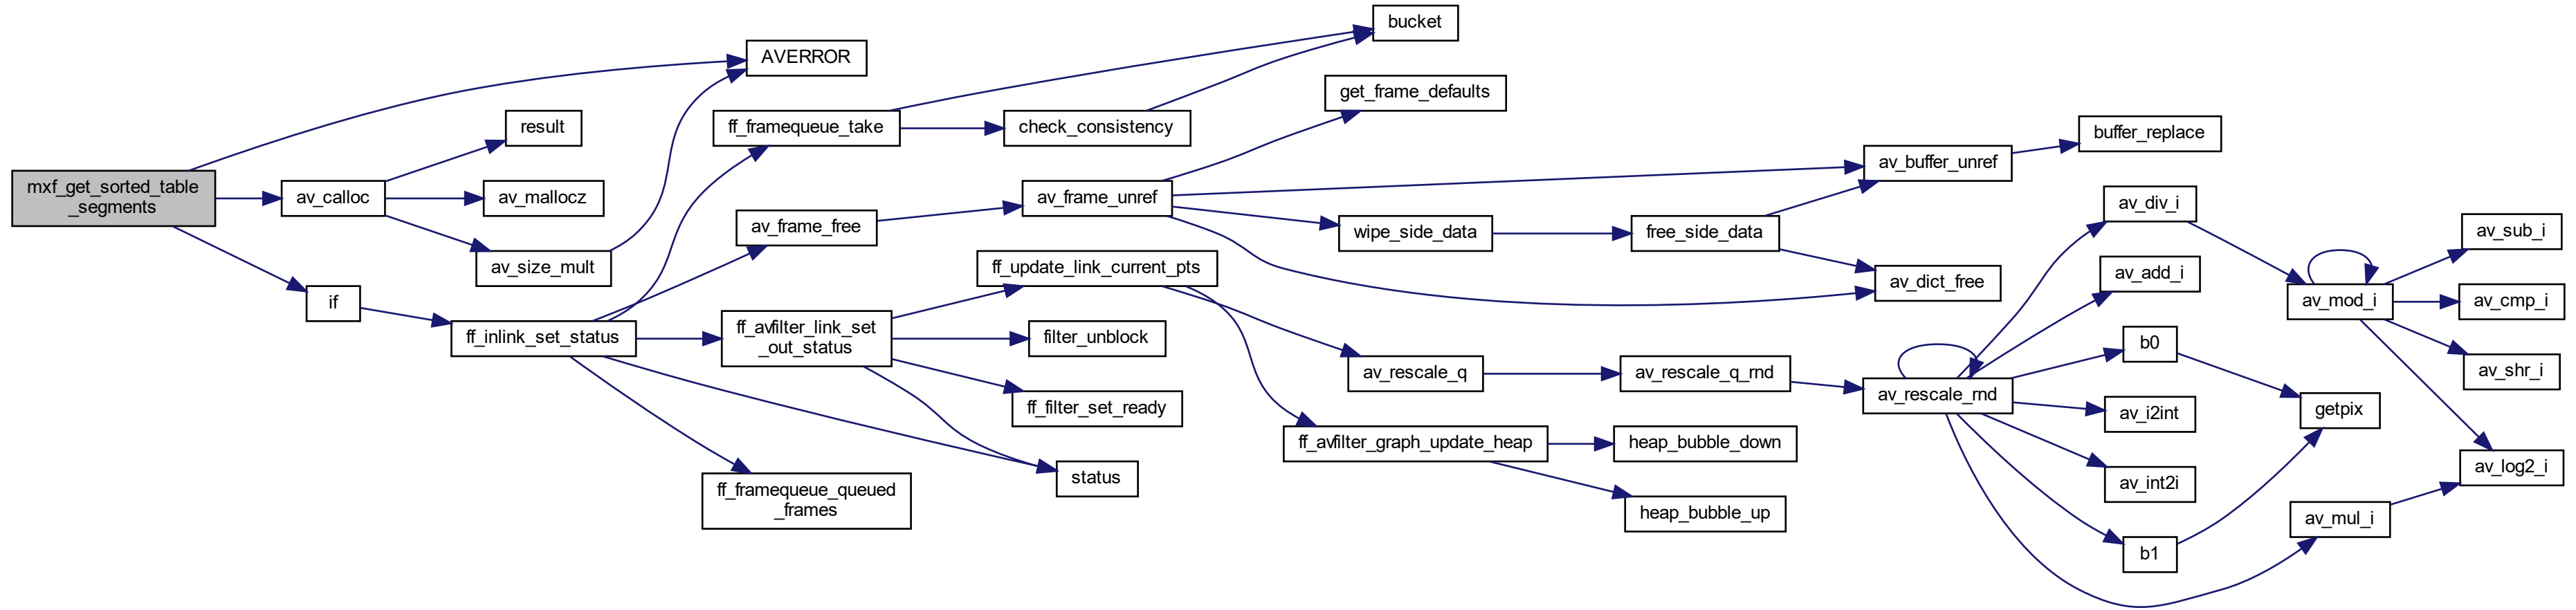 mxf_get_sorted_table
_segments
AVERROR
av_calloc
result
av_mallocz
av_size_mult
if
ff_inlink_set_status
ff_framequeue_take
av_frame_free
ff_avfilter_link_set
_out_status
ff_framequeue_queued
_frames
bucket
check_consistency
get_frame_defaults
av_frame_unref
wipe_side_data
free_side_data
av_buffer_unref
buffer_replace
av_dict_free
ff_update_link_current_pts
filter_unblock
ff_filter_set_ready
status
av_rescale_q
av_rescale_q_rnd
ff_avfilter_graph_update_heap
heap_bubble_down
heap_bubble_up
av_rescale_rnd
av_div_i
av_add_i
b0
av_i2int
av_int2i
b1
getpix
av_mul_i
av_mod_i
av_sub_i
av_cmp_i
av_shr_i
av_log2_i